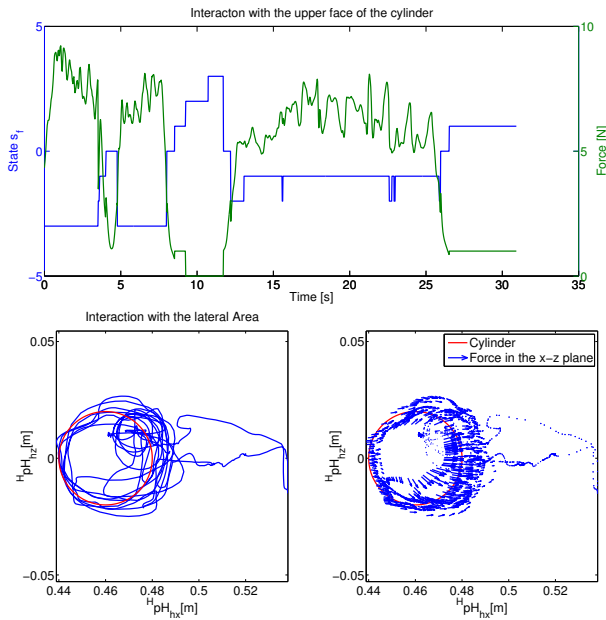 Interacton with the upper face of the cylinder
5
0
−5
State s_f
10
5
0
Force [N]
0 5 10 15 20 25 30 35
Time [s]
Interaction with the lateral Area
0.05
0
−0.05
ᴴpH_hz[m]
0.44 0.46 0.48 0.5 0.52
ᴴpH_hx[m]
Cylinder
Force in the x−z plane
0.05
0
−0.05
ᴴpH_hz[m]
0.44 0.46 0.48 0.5 0.52
ᴴpH_hx[m]